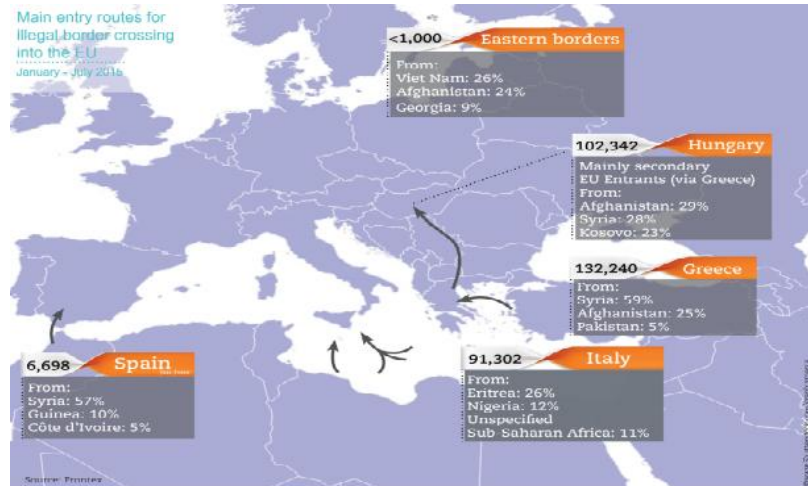 Main entry routes for
illegal border crossing
into the EU
January - July 2015
<1,000 Eastern borders
From:
Viet Nam: 26%
Afghanistan: 24%
Georgia: 9%
102,342 Hungary
Mainly secondary
EU Entrants (via Greece)
From:
Afghanistan: 29%
Syria: 28%
Kosovo: 23%
132,240 Greece
From:
Syria: 59%
Afghanistan: 25%
Pakistan: 5%
6,698 Spain
From:
Syria: 57%
Guinea: 10%
Côte d'Ivoire: 5%
91,302 Italy
From:
Eritrea: 26%
Nigeria: 12%
Unspecified
Sub-Saharan Africa: 11%
Source: Frontex